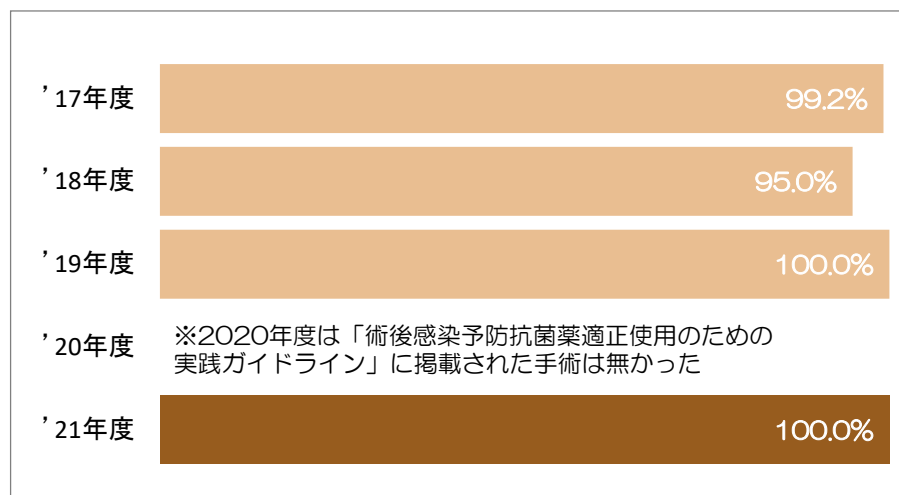 ’17年度
99.2%
’18年度
95.0%
’19年度
100.0%
’20年度
※2020年度は「術後感染予防抗菌薬適正使用のための
実践ガイドライン」に掲載された手術は無かった
’21年度
100.0%